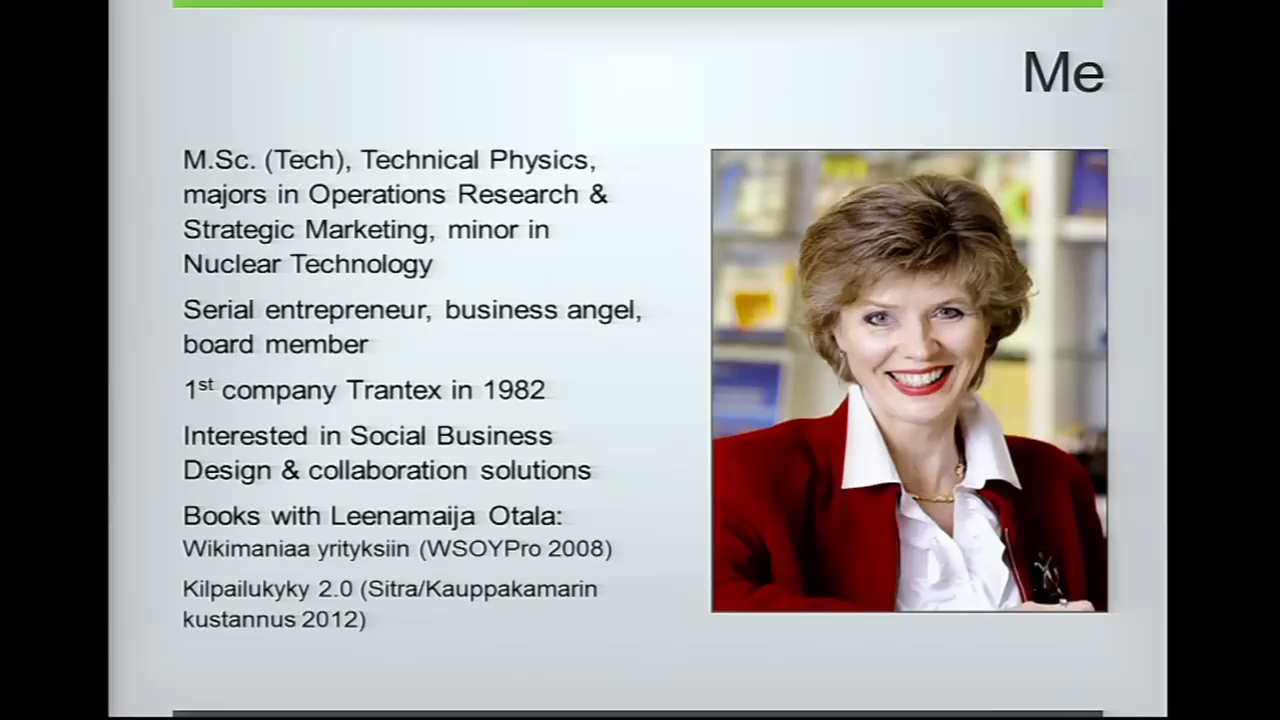 Me
M.Sc. (Tech), Technical Physics,
majors in Operations Research &
Strategic Marketing, minor in
Nuclear Technology
Serial entrepreneur, business angel,
board member
1st company Trantex in 1982
Interested in Social Business
Design & collaboration solutions
Books with Leenamaija Otala:
Wikimaniaa yrityksiin (WSOYPro 2008)
Kilpailukyky 2.0 (Sitra/Kauppakamarin
kustannus 2012)